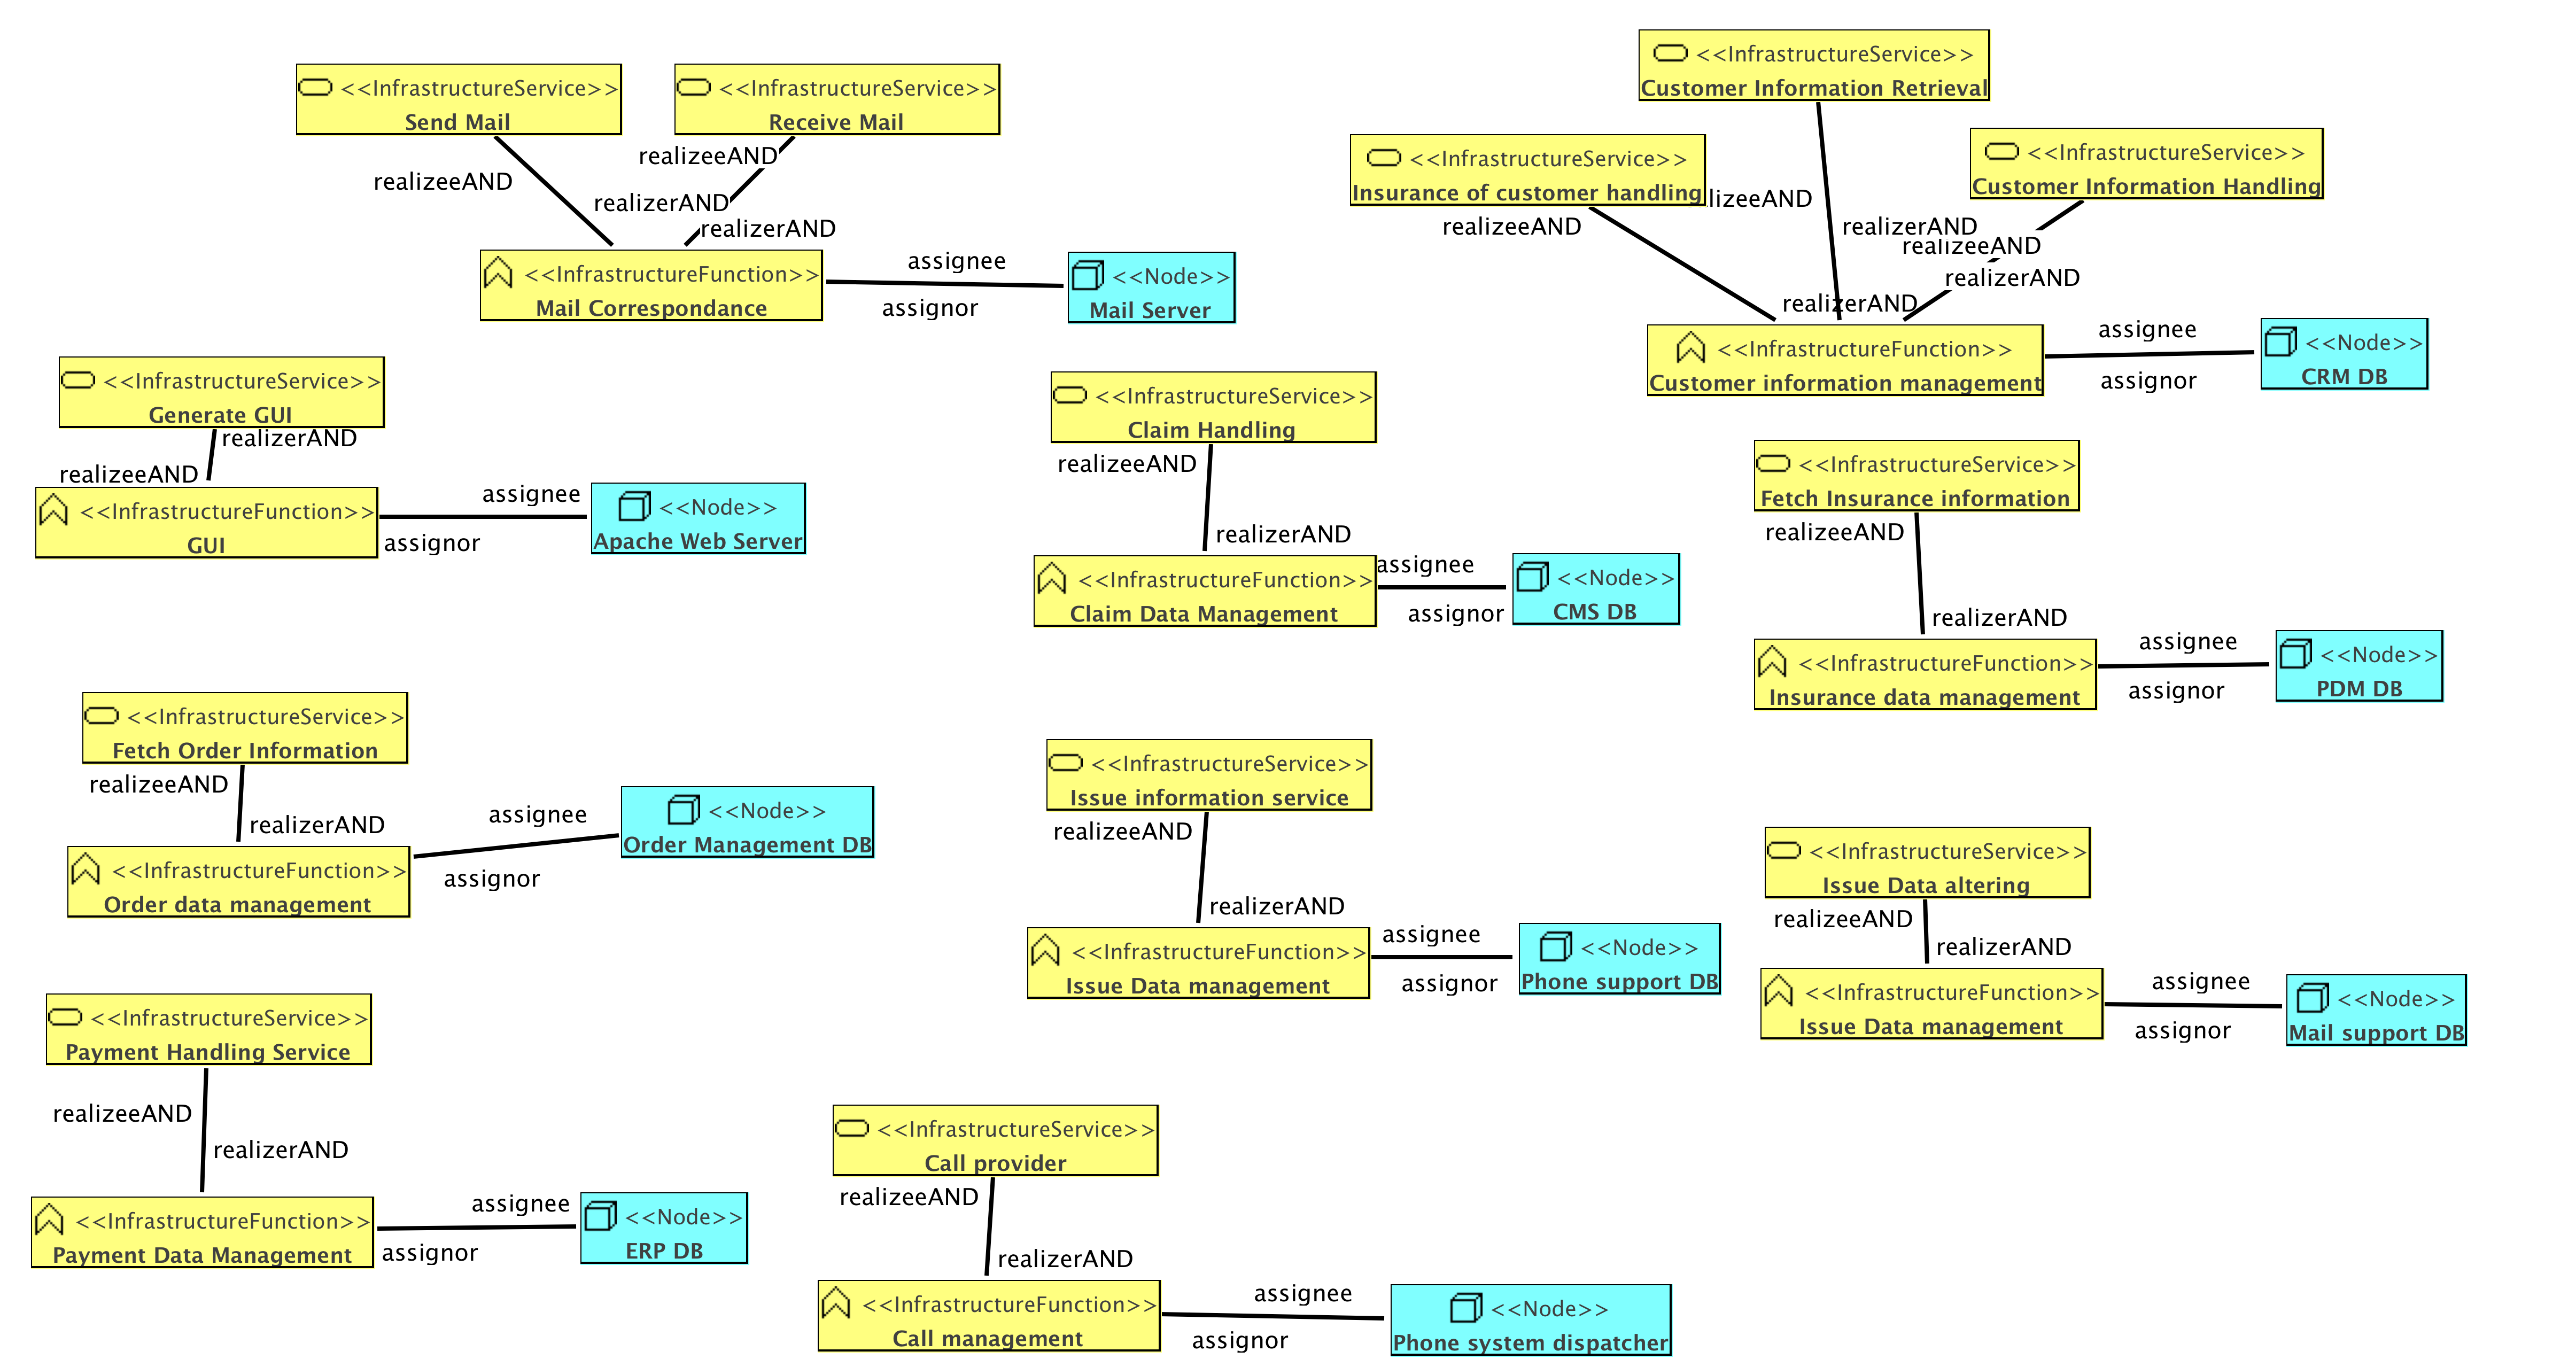 <<InfrastructureService>>
Send Mail
<<InfrastructureService>>
Receive Mail
realizeeAND
realizeeAND
realizerAND
realizerAND
<<InfrastructureFunction>>
Mail Correspondance
assignee
assignor
<<Node>>
Mail Server
<<InfrastructureService>>
Customer Information Retrieval
<<InfrastructureService>>
Insurance of customer handling
<<InfrastructureService>>
Customer Information Handling
lizeeAND
realizeeAND
realizerAND
realizeeAND
realizerAND
realizerAND
<<InfrastructureFunction>>
Customer information management
assignee
assignor
<<Node>>
CRM DB
<<InfrastructureService>>
Generate GUI
realizerAND
realizeeAND
<<InfrastructureFunction>>
GUI
assignee
assignor
<<Node>>
Apache Web Server
<<InfrastructureService>>
Claim Handling
realizeeAND
realizerAND
<<InfrastructureFunction>>
Claim Data Management
assignee
assignor
<<Node>>
CMS DB
<<InfrastructureService>>
Fetch Insurance information
realizeeAND
realizerAND
<<InfrastructureFunction>>
Insurance data management
assignee
assignor
<<Node>>
PDM DB
<<InfrastructureService>>
Fetch Order Information
realizeeAND
realizerAND
<<InfrastructureFunction>>
Order data management
assignee
assignor
<<Node>>
Order Management DB
<<InfrastructureService>>
Issue information service
realizeeAND
realizerAND
<<InfrastructureFunction>>
Issue Data management
assignee
assignor
<<Node>>
Phone support DB
<<InfrastructureService>>
Issue Data altering
realizeeAND
realizerAND
<<InfrastructureFunction>>
Issue Data management
assignee
assignor
<<Node>>
Mail support DB
<<InfrastructureService>>
Payment Handling Service
realizeeAND
realizerAND
<<InfrastructureFunction>>
Payment Data Management
assignee
assignor
<<Node>>
ERP DB
<<InfrastructureService>>
Call provider
realizeeAND
realizerAND
<<InfrastructureFunction>>
Call management
assignee
assignor
<<Node>>
Phone system dispatcher